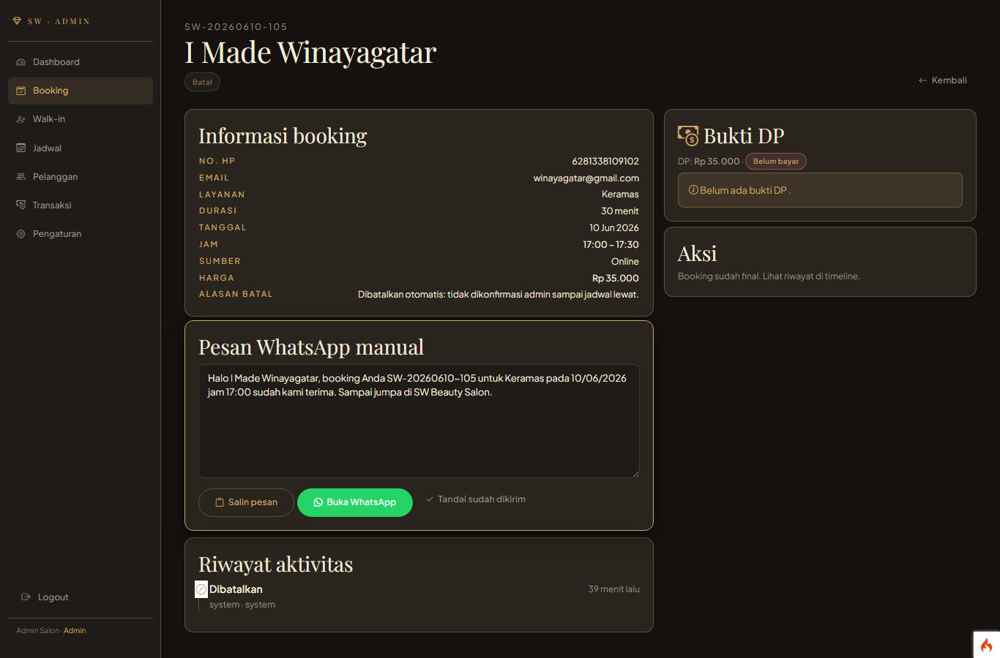 SW · ADMIN
Dashboard
Booking
Walk-in
Jadwal
Pelanggan
Transaksi
Pengaturan
Logout
Admin Salon · Admin
SW-20260610-105
I Made Winayagatar
Batal
← Kembali
Informasi booking
NO. HP 6281338109102
EMAIL winayagatar@gmail.com
LAYANAN Keramas
DURASI 30 menit
TANGGAL 10 Jun 2026
JAM 17:00 – 17:30
SUMBER Online
HARGA Rp 35.000
ALASAN BATAL Dibatalkan otomatis: tidak dikonfirmasi admin sampai jadwal lewat.
Pesan WhatsApp manual
Halo I Made Winayagatar, booking Anda SW-20260610-105 untuk Keramas pada 10/06/2026
jam 17:00 sudah kami terima. Sampai jumpa di SW Beauty Salon.
Salin pesan
Buka WhatsApp
Tandai sudah dikirim
Riwayat aktivitas
Dibatalkan 39 menit lalu
system · system
Bukti DP
DP: Rp 35.000 · Belum bayar
Belum ada bukti DP .
Aksi
Booking sudah final. Lihat riwayat di timeline.